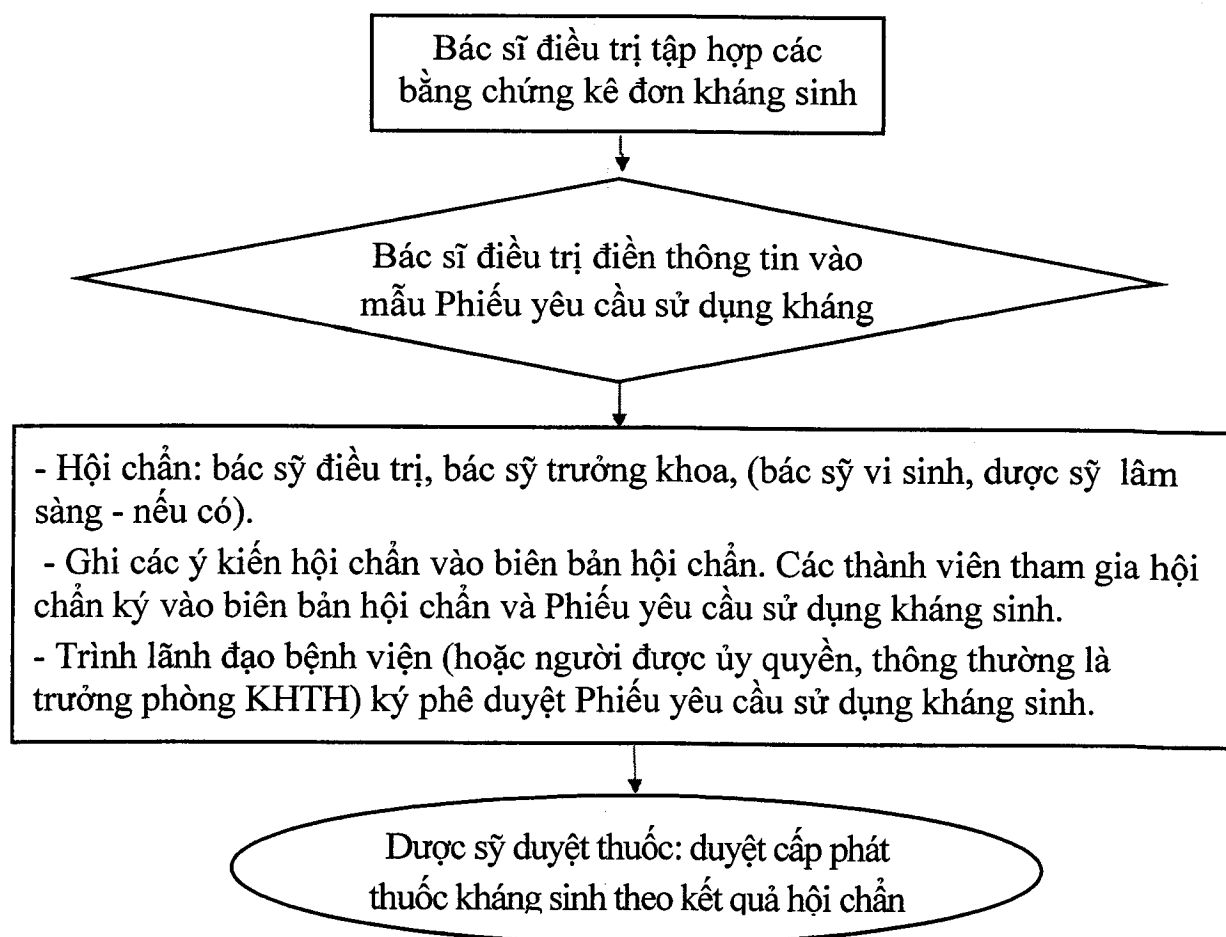 Bác sĩ điều trị tập hợp các
bằng chứng kê đơn kháng sinh
Bác sĩ điều trị điền thông tin vào
mẫu Phiếu yêu cầu sử dụng kháng
- Hội chẩn: bác sỹ điều trị, bác sỹ trưởng khoa, (bác sỹ vi sinh, dược sỹ lâm
sàng - nếu có).
- Ghi các ý kiến hội chẩn vào biên bản hội chẩn. Các thành viên tham gia hội
chẩn ký vào biên bản hội chẩn và Phiếu yêu cầu sử dụng kháng sinh.
- Trình lãnh đạo bệnh viện (hoặc người được ủy quyền, thông thường là
trưởng phòng KHTH) ký phê duyệt Phiếu yêu cầu sử dụng kháng sinh.
Dược sỹ duyệt thuốc: duyệt cấp phát
thuốc kháng sinh theo kết quả hội chẩn